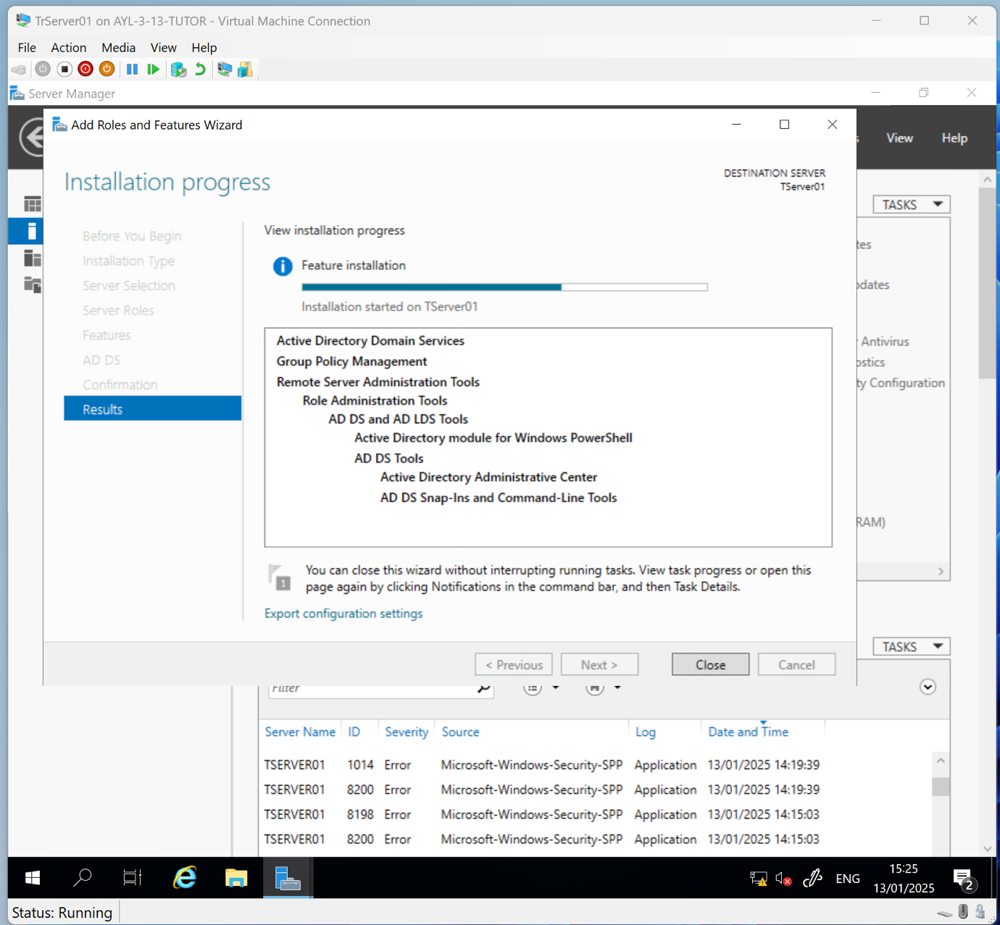 TrServer01 on AYL-3-13-TUTOR - Virtual Machine Connection
File Action Media View Help
Server Manager
Add Roles and Features Wizard
View Help
Installation progress
DESTINATION SERVER
TServer01
TASKS
Before You Begin
Installation Type
Server Selection
Server Roles
Features
AD DS
Confirmation
Results
View installation progress
Feature installation
Installation started on TServer01
Active Directory Domain Services
Group Policy Management
Remote Server Administration Tools
Role Administration Tools
AD DS and AD LDS Tools
Active Directory module for Windows PowerShell
AD DS Tools
Active Directory Administrative Center
AD DS Snap-Ins and Command-Line Tools
Antivirus
Configuration
RAM)
1
You can close this wizard without interrupting running tasks. View task progress or open this
page again by clicking Notifications in the command bar, and then Task Details.
Export configuration settings
< Previous Next > Close Cancel
TASKS
Filter
Server Name ID Severity Source Log Date and Time
TSERVER01 1014 Error Microsoft-Windows-Security-SPP Application 13/01/2025 14:19:39
TSERVER01 8200 Error Microsoft-Windows-Security-SPP Application 13/01/2025 14:19:39
TSERVER01 8198 Error Microsoft-Windows-Security-SPP Application 13/01/2025 14:15:03
TSERVER01 8200 Error Microsoft-Windows-Security-SPP Application 13/01/2025 14:15:03
ENG
15:25
13/01/2025
2
Status: Running